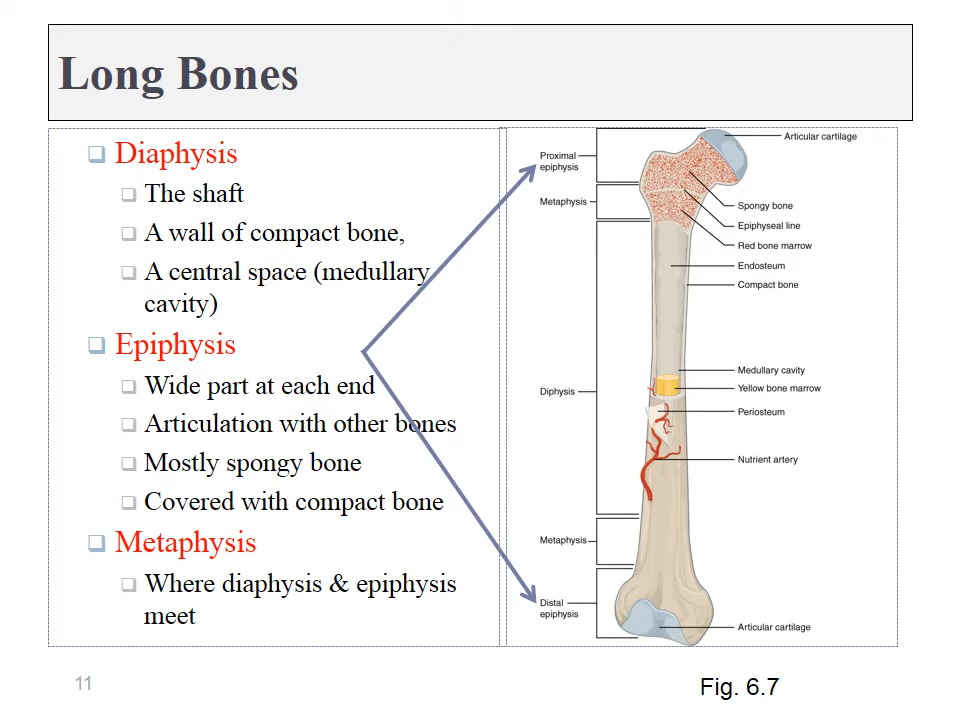 Long Bones
Diaphysis
The shaft
A wall of compact bone,
A central space (medullary
cavity)
Epiphysis
Wide part at each end
Articulation with other bones
Mostly spongy bone
Covered with compact bone
Metaphysis
Where diaphysis & epiphysis
meet
Proximal
epiphysis
Metaphysis
Diphysis
Metaphysis
Distal
epiphysis
Articular cartilage
Spongy bone
Epiphyseal line
Red bone marrow
Endosteum
Compact bone
Medullary cavity
Yellow bone marrow
Periosteum
Nutrient artery
Articular cartilage
11
Fig. 6.7